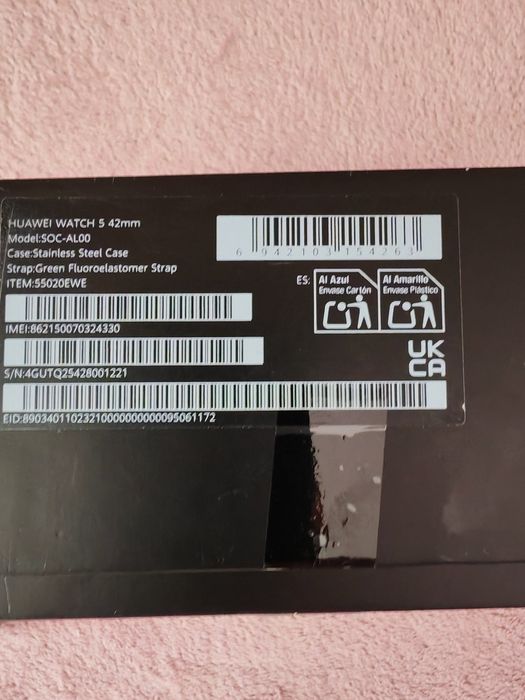 HUAWEI WATCH 5 42mm
Model:SOC-AL00
Case:Stainless Steel Case
Strap:Green Fluoroelastomer Strap
ITEM:55020EWE
6 942103 154263
ES:
Al Azul
Envase Cartón
Al Amarillo
Envase Plástico
IMEI:862150070324330
UK
CA
S/N:4GUTQ25428001221
EID:89034011023210000000000095061172